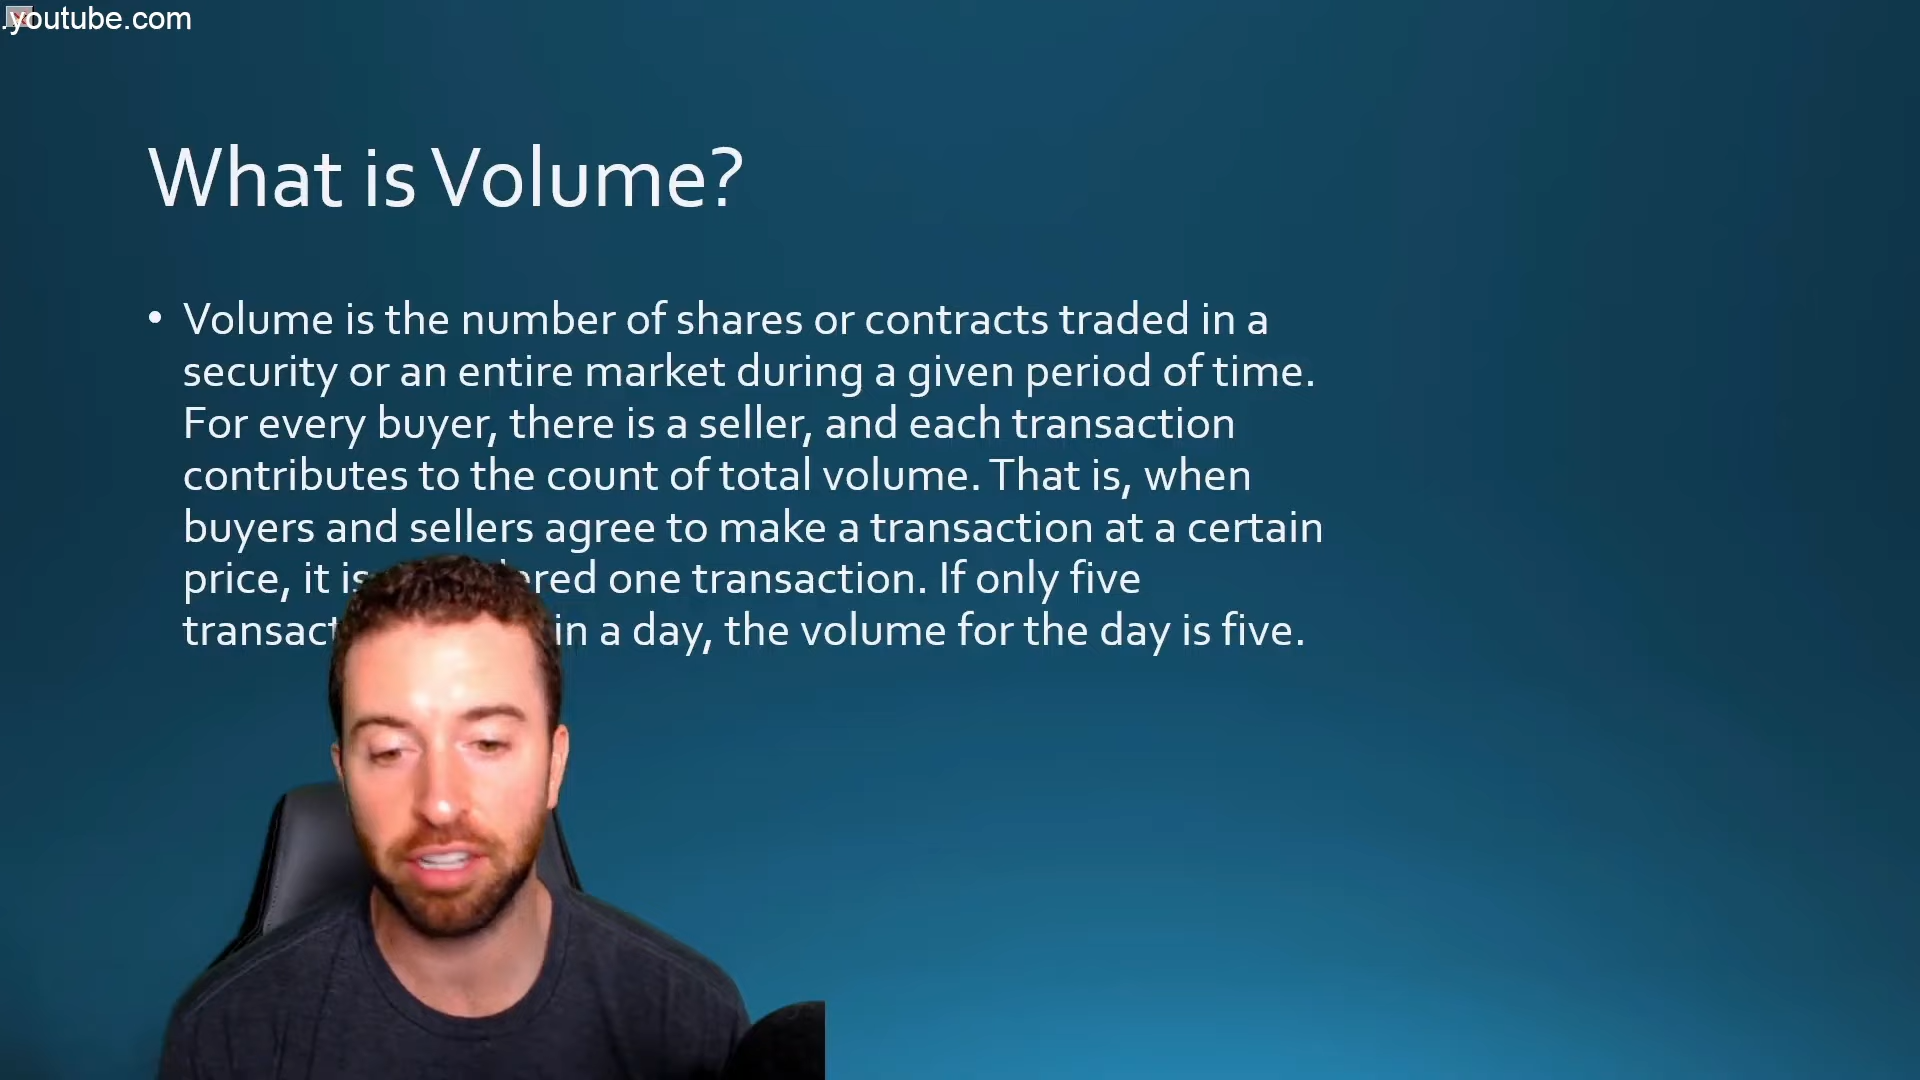 .youtube.com
What is Volume?
• Volume is the number of shares or contracts traded in a
security or an entire market during a given period of time.
For every buyer, there is a seller, and each transaction
contributes to the count of total volume. That is, when
buyers and sellers agree to make a transaction at a certain
price, it is one transaction. If only five
in a day, the volume for the day is five.